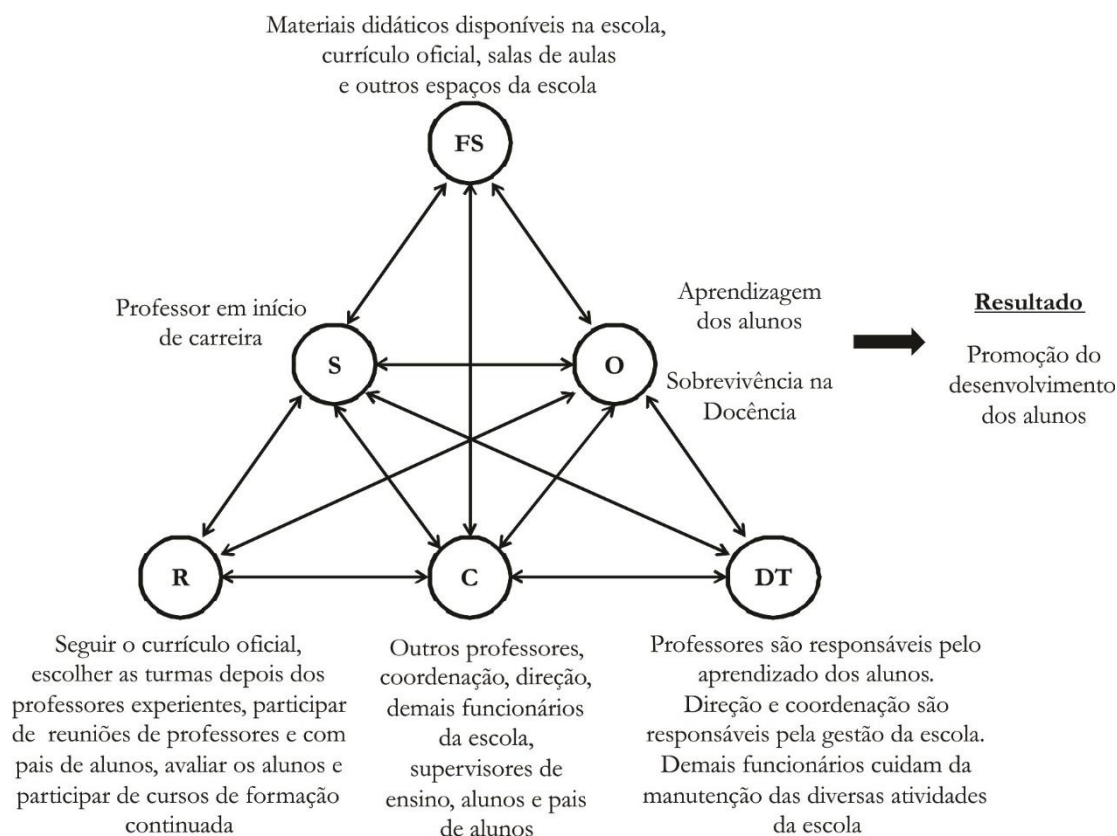 Materiais didáticos disponíveis na escola,
currículo oficial, salas de aulas
e outros espaços da escola
FS
Professor em início
de carreira
S
O
Aprendizagem
dos alunos
Sobrevivência na
Docência
Resultado
Promoção do
desenvolvimento
dos alunos
R
C
DT
Seguir o currículo oficial,
escolher as turmas depois dos
professores experientes, participar
de reuniões de professores e com
pais de alunos, avaliar os alunos e
participar de cursos de formação
continuada
Outros professores,
coordenação, direção,
demais funcionários
da escola,
supervisores de
ensino, alunos e pais
de alunos
Professores são responsáveis pelo
aprendizado dos alunos.
Direção e coordenação são
responsáveis pela gestão da escola.
Demais funcionários cuidam da
manutenção das diversas atividades
da escola